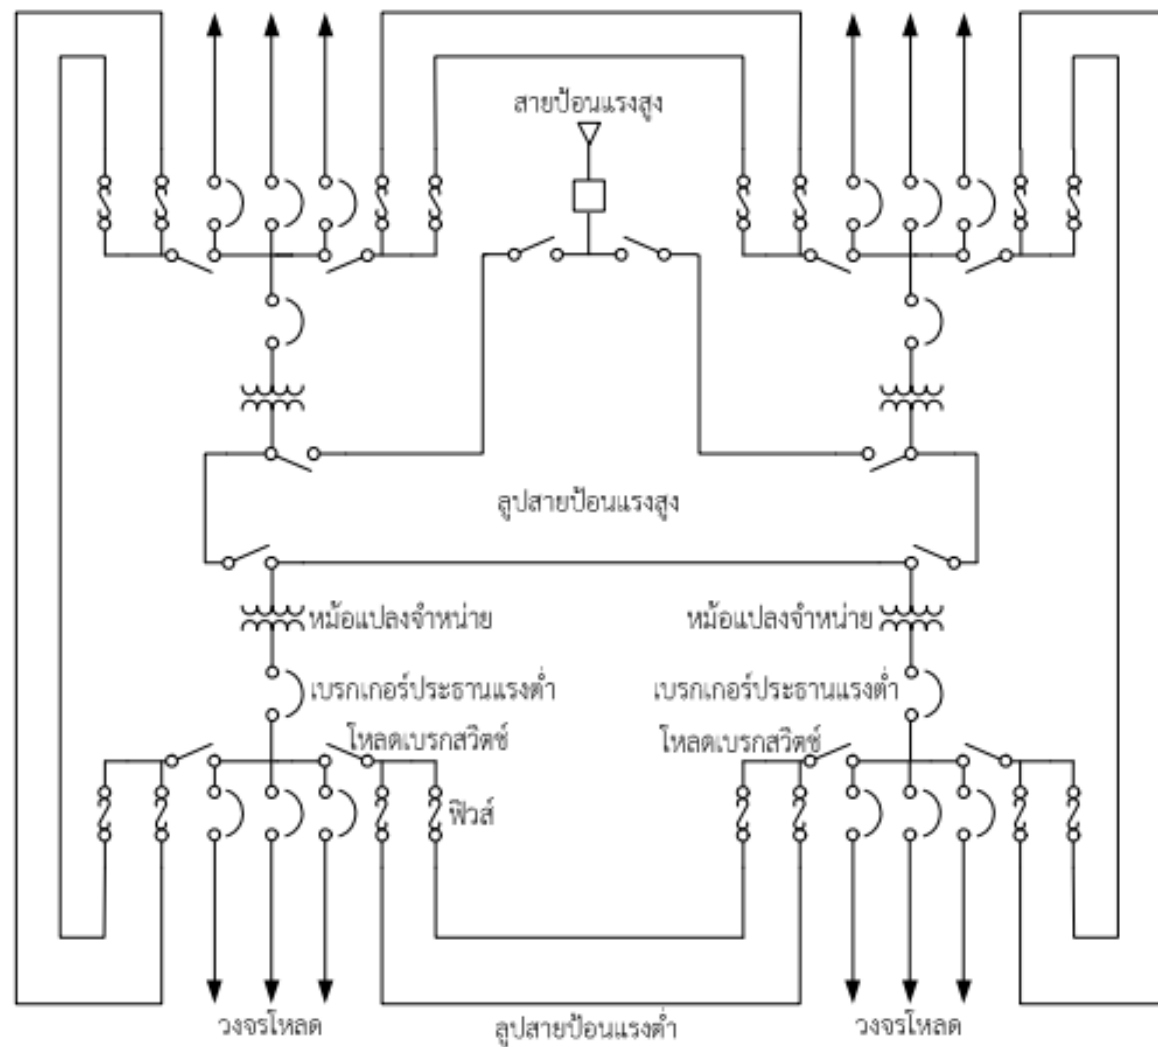 สายป้อนแรงสูง
ลูปสายป้อนแรงสูง
หม้อแปลงจำหน่าย
หม้อแปลงจำหน่าย
เบรกเกอร์ประธานแรงต่ำ
เบรกเกอร์ประธานแรงต่ำ
โหลดเบรกสวิตช์
โหลดเบรกสวิตช์
ฟิวส์
วงจรโหลด
ลูปสายป้อนแรงต่ำ
วงจรโหลด